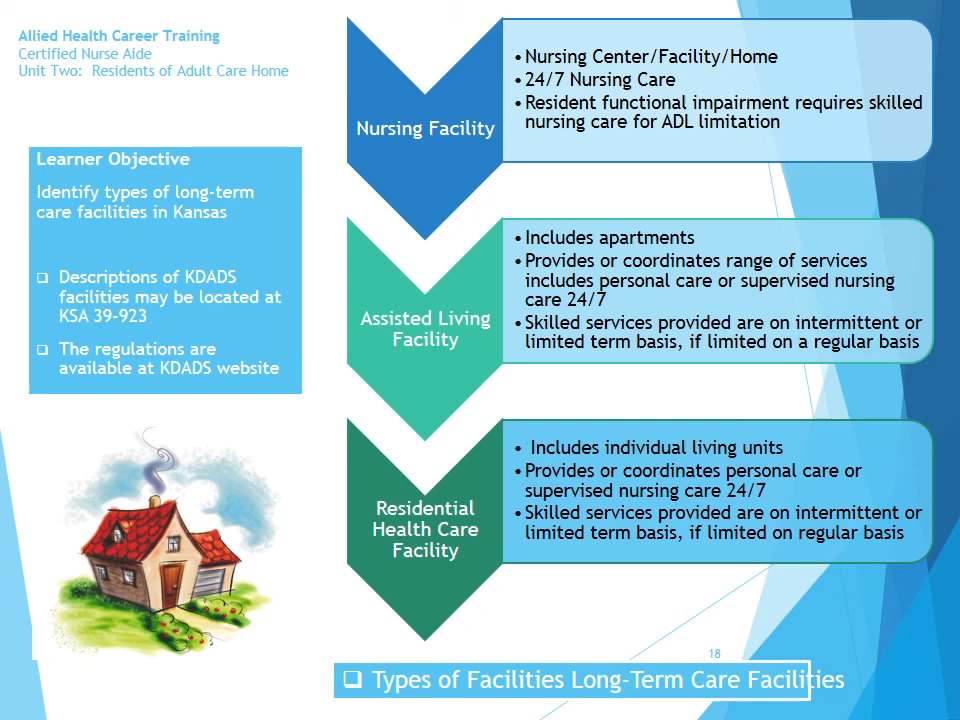 Allied Health Career Training
Certified Nurse Aide
Unit Two: Residents of Adult Care Home
Learner Objective
Identify types of long-term
care facilities in Kansas
❑ Descriptions of KDADS
facilities may be located at
KSA 39-923
❑ The regulations are
available at KDADS website
Nursing Facility
•Nursing Center/Facility/Home
•24/7 Nursing Care
•Resident functional impairment requires skilled
nursing care for ADL limitation
Assisted Living
Facility
•Includes apartments
•Provides or coordinates range of services
includes personal care or supervised nursing
care 24/7
•Skilled services provided are on intermittent or
limited term basis, if limited on a regular basis
Residential
Health Care
Facility
• Includes individual living units
•Provides or coordinates personal care or
supervised nursing care 24/7
•Skilled services provided are on intermittent or
limited term basis, if limited on regular basis
18
❑ Types of Facilities Long-Term Care Facilities